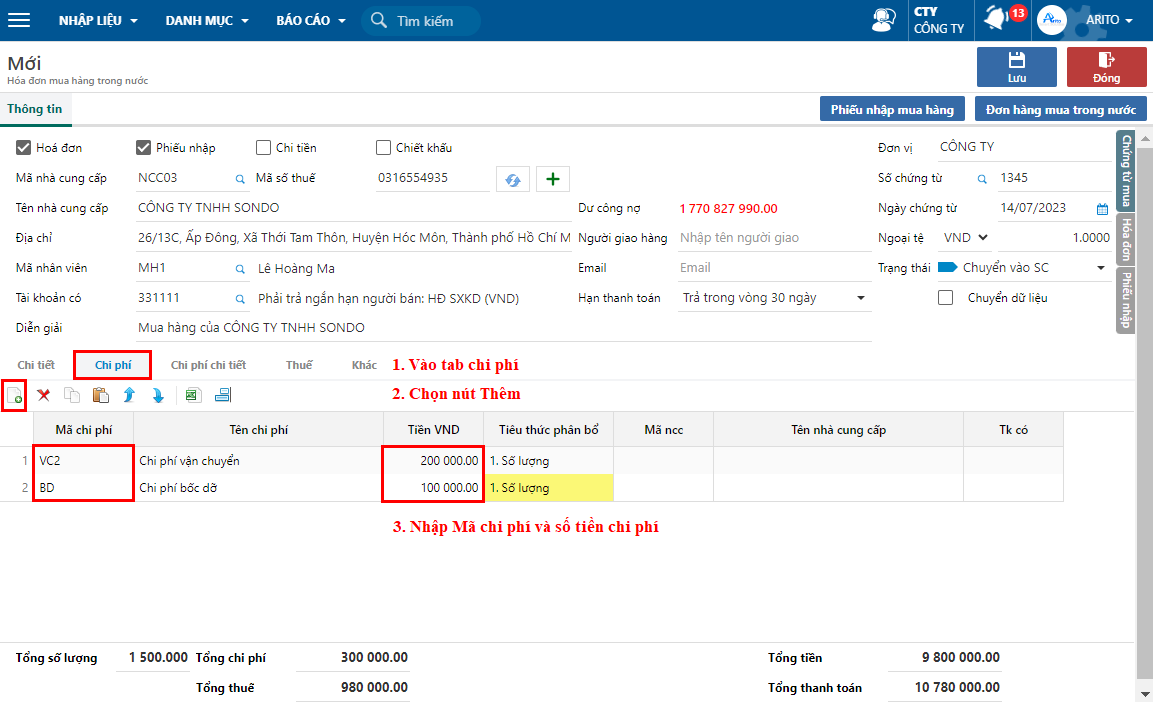 NHẬP LIỆU DANH MỤC BÁO CÁO Tìm kiếm CTY CÔNG TY 13 ARITO
Mới
Hóa đơn mua hàng trong nước
Lưu Đóng
Thông tin Phiếu nhập mua hàng Đơn hàng mua trong nước
Hoá đơn Phiếu nhập Chi tiền Chiết khấu Đơn vị CÔNG TY
Mã nhà cung cấp NCC03 Mã số thuế 0316554935 Số chứng từ 1345
Tên nhà cung cấp CÔNG TY TNHH SONDO Dư công nợ 1 770 827 990.00 Ngày chứng từ 14/07/2023
Địa chỉ 26/13C, Ấp Đông, Xã Thới Tam Thôn, Huyện Hóc Môn, Thành phố Hồ Chí M Người giao hàng Nhập tên người giao Ngoại tệ VND 1.0000
Mã nhân viên MH1 Lê Hoàng Ma Email Email Trạng thái Chuyển vào SC
Tài khoản có 331111 Phải trả ngắn hạn người bán: HĐ SXKD (VND) Hạn thanh toán Trả trong vòng 30 ngày Chuyển dữ liệu
Diễn giải Mua hàng của CÔNG TY TNHH SONDO
Chứng từ mua
Hóa đơn
Phiếu nhập
Chi tiết Chi phí Chi phí chi tiết Thuế Khác 1. Vào tab chi phí
2. Chọn nút Thêm
Mã chi phí Tên chi phí Tiền VND Tiêu thức phân bổ Mã ncc Tên nhà cung cấp Tk có
1 VC2 Chi phí vận chuyển 200 000.00 1. Số lượng
2 BD Chi phí bốc dỡ 100 000.00 1. Số lượng
3. Nhập Mã chi phí và số tiền chi phí
Tổng số lượng 1 500.000 Tổng chi phí 300 000.00 Tổng tiền 9 800 000.00
Tổng thuế 980 000.00 Tổng thanh toán 10 780 000.00